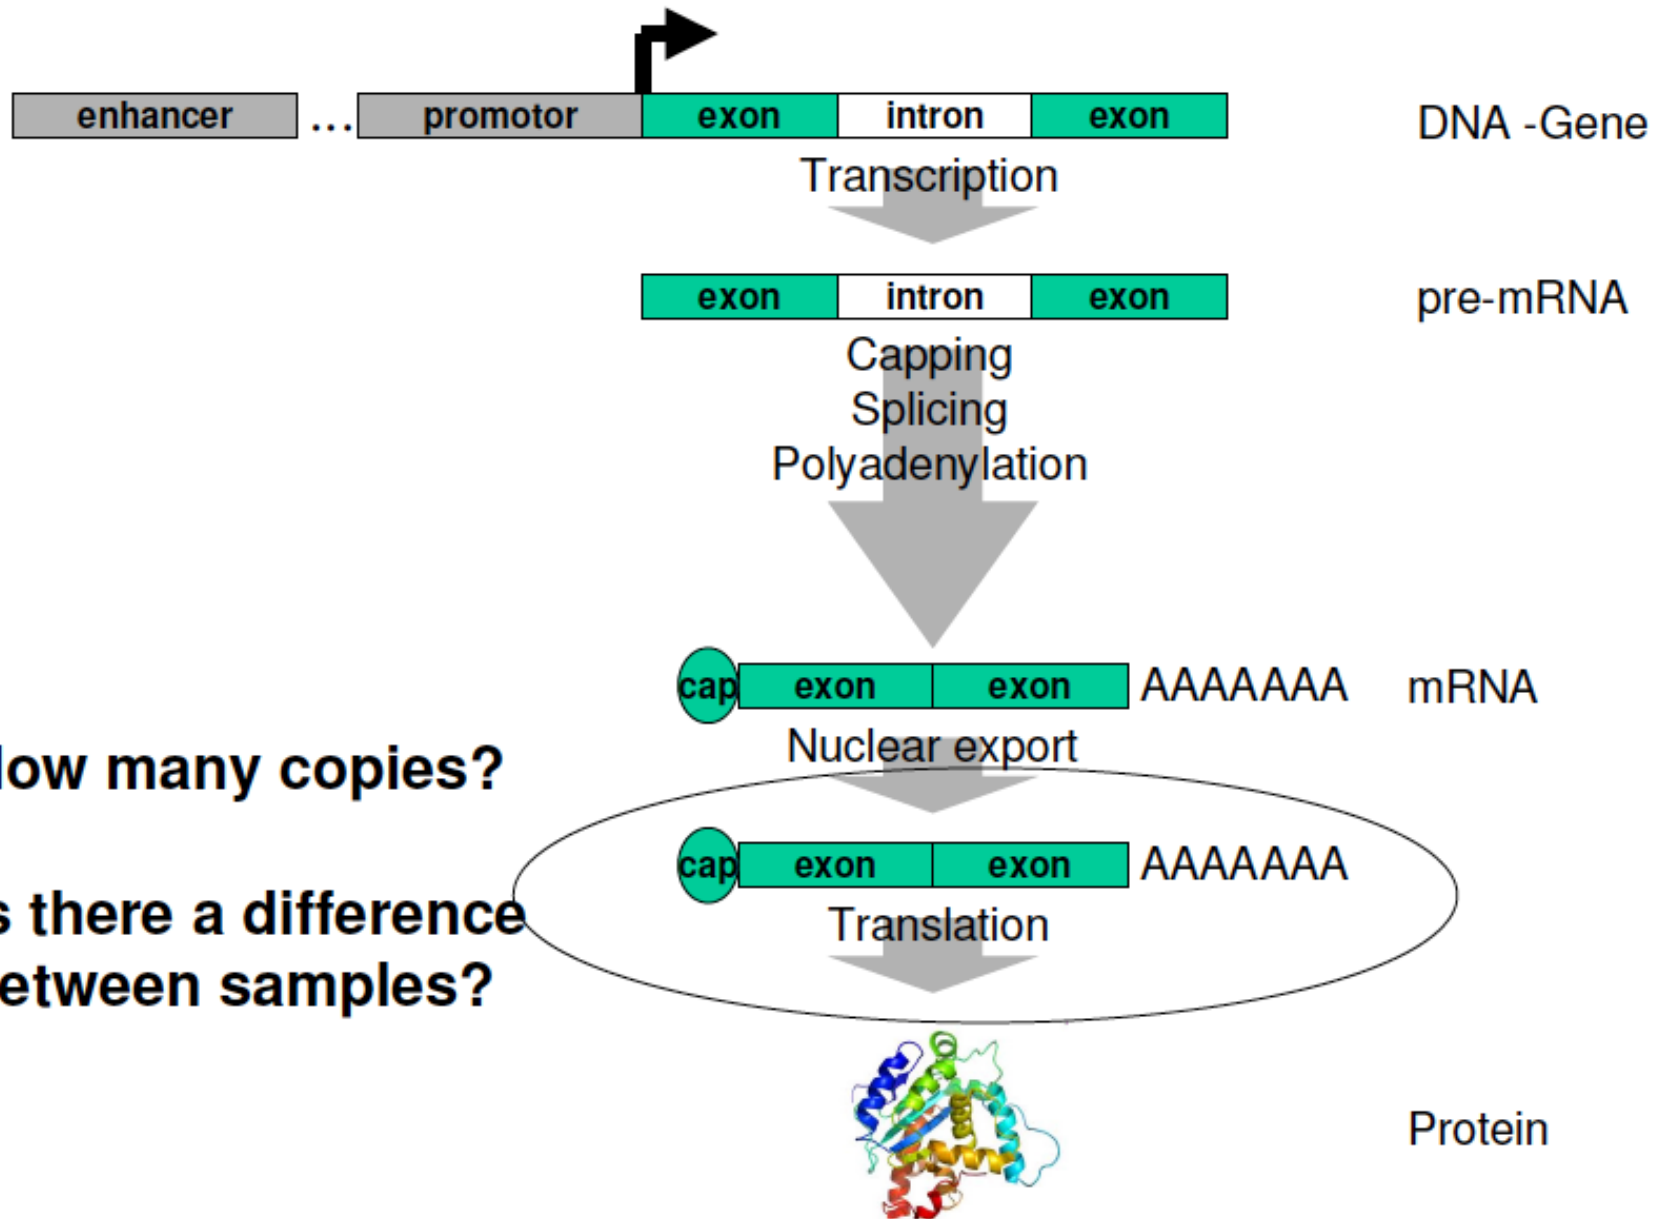 enhancer ... promotor exon intron exon DNA -Gene
Transcription
exon intron exon pre-mRNA
Capping
Splicing
Polyadenylation
cap exon exon AAAAAAA mRNA
Nuclear export
low many copies?
cap exon exon AAAAAAA
s there a difference
Translation
etween samples?
Protein